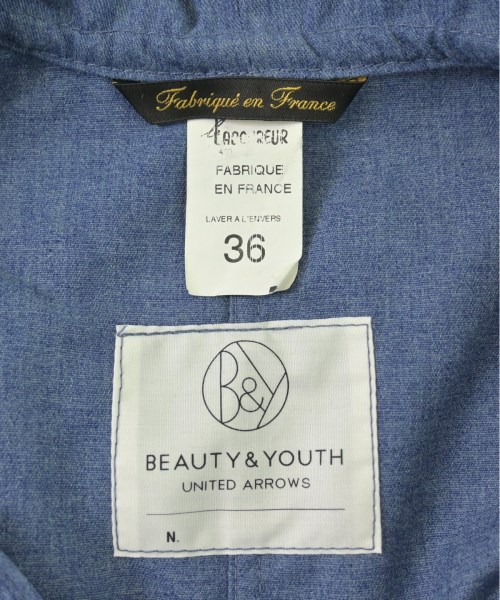 Fabriqué en France
FABRIQUE
EN FRANCE
LAVER A L'ENVERS
36
B&Y
BEAUTY & YOUTH
UNITED ARROWS
N.